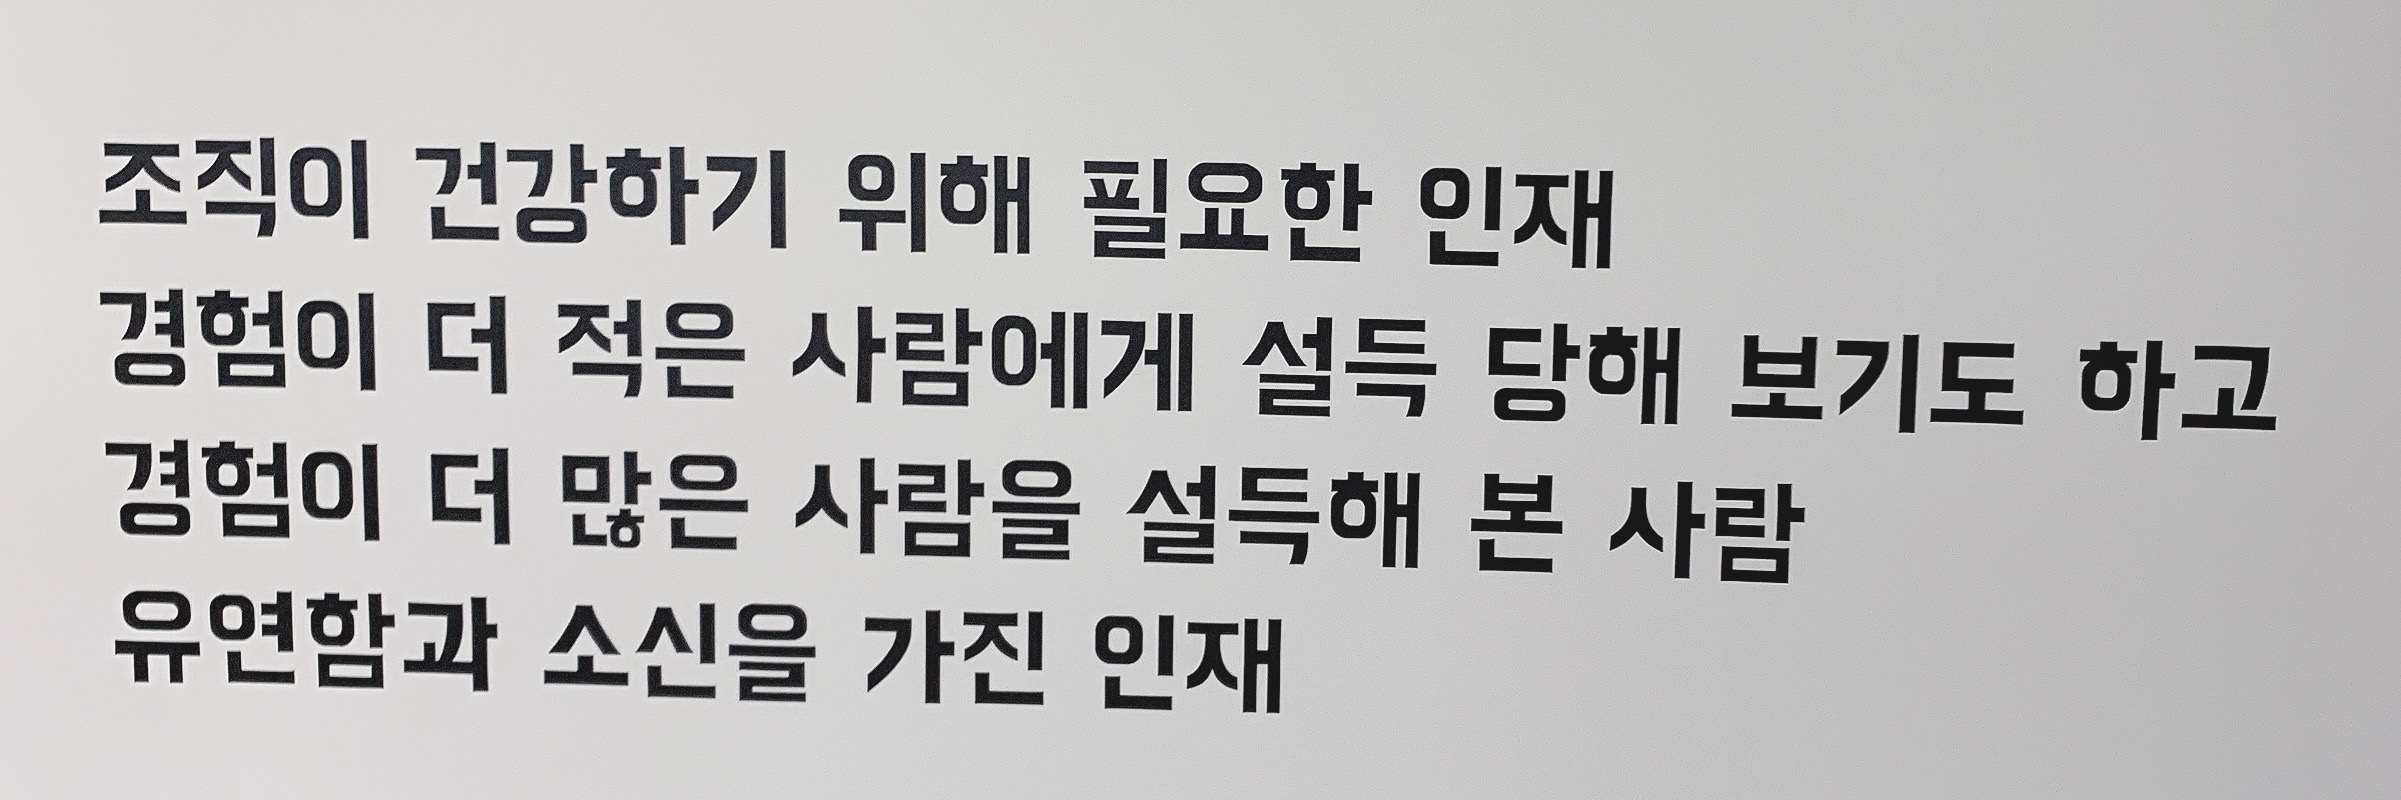 조직이 건강하기 위해 필요한 인재
경험이 더 적은 사람에게 설득 당해 보기도 하고
경험이 더 많은 사람을 설득해 본 사람
유연함과 소신을 가진 인재